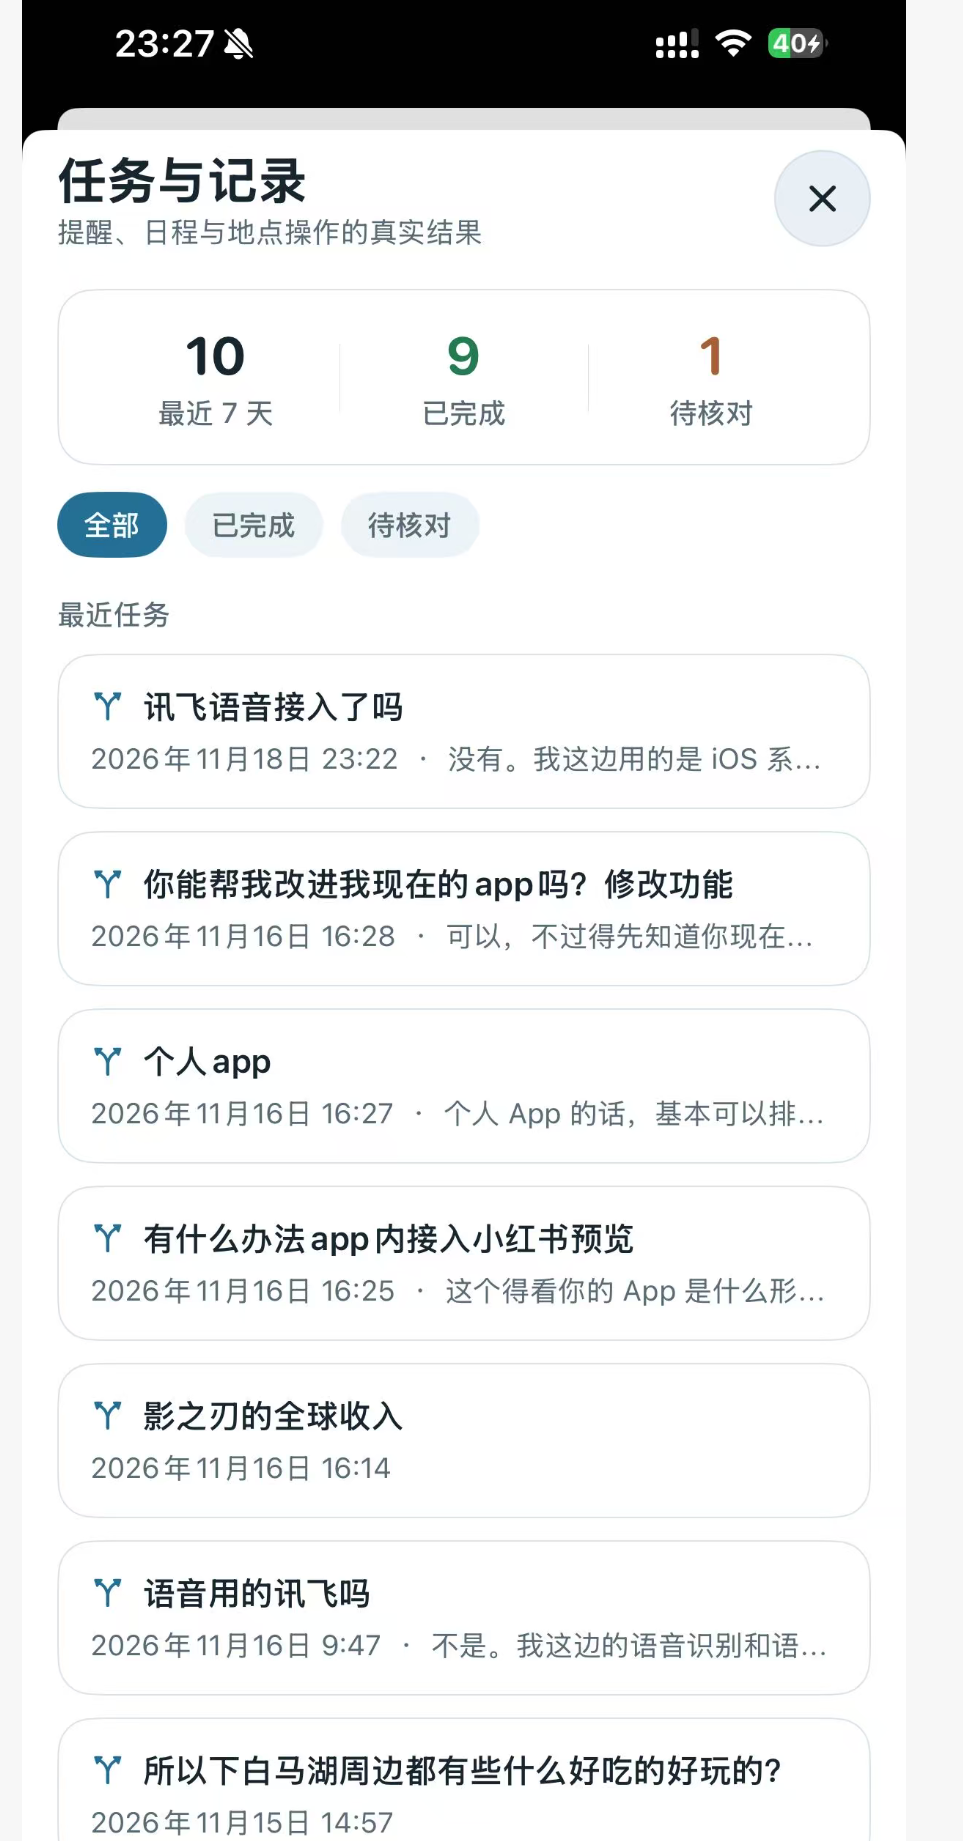 23:27
40
任务与记录
提醒、日程与地点操作的真实结果
10
最近 7 天
9
已完成
1
待核对
全部
已完成
待核对
最近任务
讯飞语音接入了吗
2026年11月18日 23:22 · 没有。我这边用的是 iOS 系...
你能帮我改进我现在的app吗？修改功能
2026年11月16日 16:28 · 可以，不过得先知道你现在...
个人app
2026年11月16日 16:27 · 个人 App 的话，基本可以排...
有什么办法app内接入小红书预览
2026年11月16日 16:25 · 这个得看你的 App 是什么形...
影之刃的全球收入
2026年11月16日 16:14
语音用的讯飞吗
2026年11月16日 9:47 · 不是。我这边的语音识别和语...
所以下白马湖周边都有些什么好吃的好玩的？
2026年11月15日 14:57